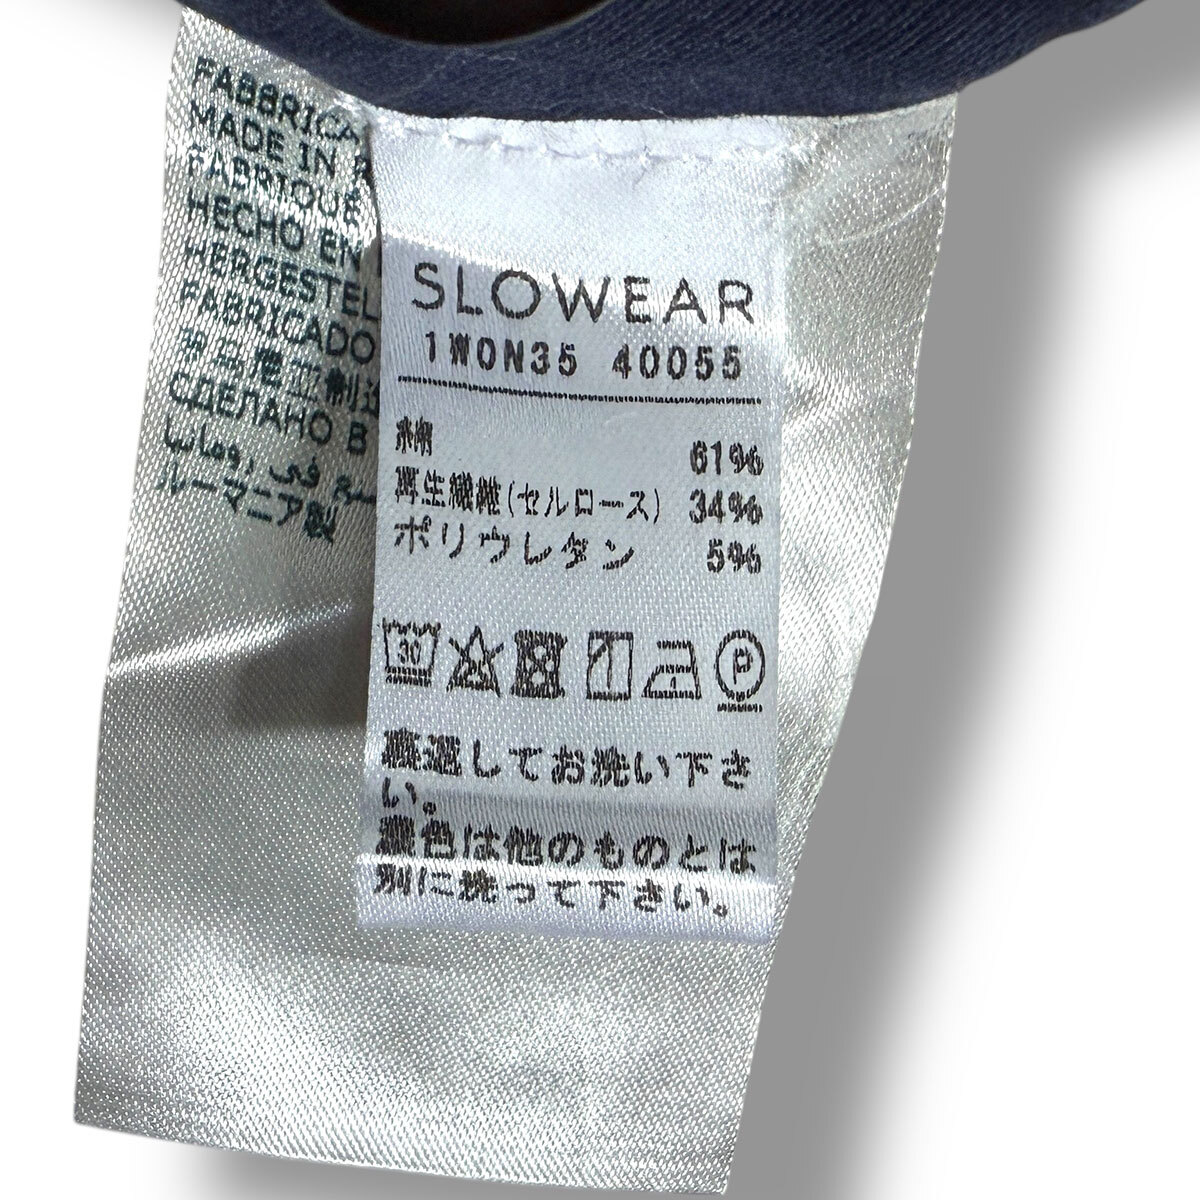 FABBRICA
MADE IN R
FABRIQUE
HECHO EN
HERGESTEL
FABRICADO
СДЕЛАНО В
ルーマニア製
SLOWEAR
1W0N35 40055
綿 61%
再生繊維(セルロース) 34%
ポリウレタン 5%
30
P
裏返してお洗い下さ
い。
濃色は他のものとは
別に洗って下さい。